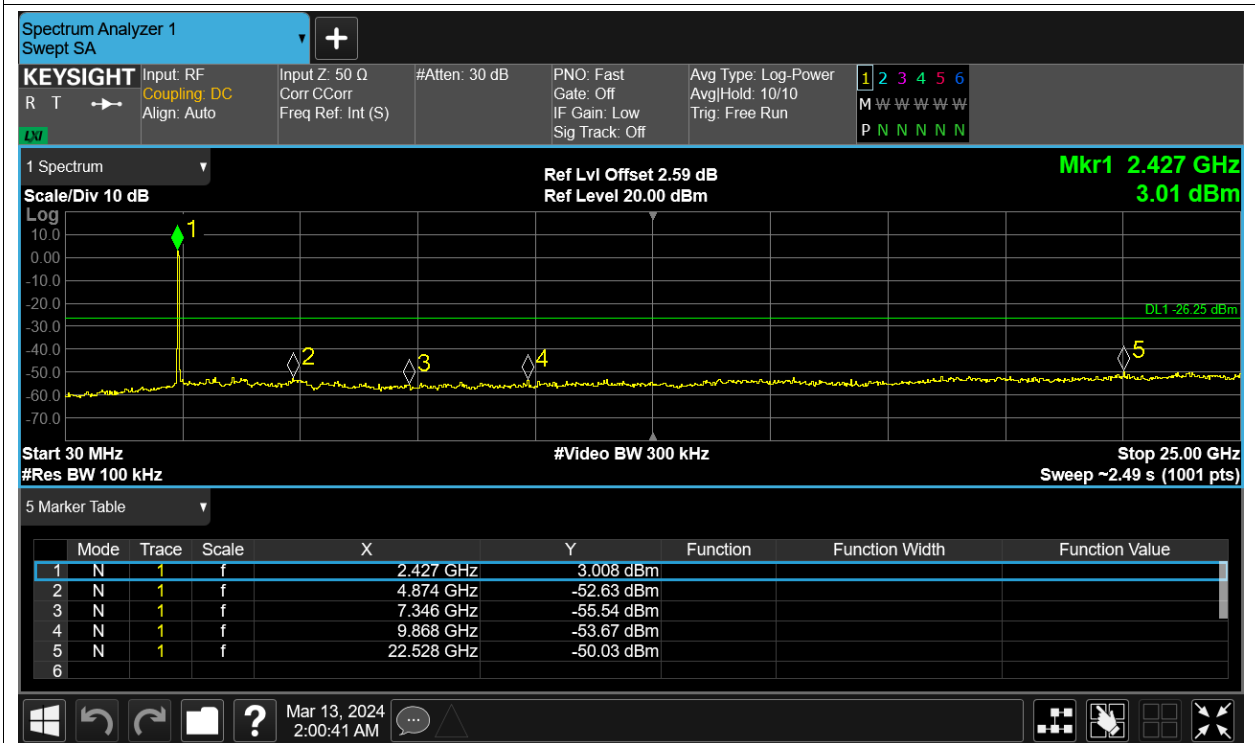 Spectrum Analyzer 1
Swept SA
KEYSIGHT
R T
LXI
Input: RF
Coupling: DC
Align: Auto
Input Z: 50 Ω
Corr CCorr
Freq Ref: Int (S)
#Atten: 30 dB
PNO: Fast
Gate: Off
IF Gain: Low
Sig Track: Off
Avg Type: Log-Power
Avg|Hold: 10/10
Trig: Free Run
1 2 3 4 5 6
M W W W W W
P N N N N N
1 Spectrum
Scale/Div 10 dB
Ref Lvl Offset 2.59 dB
Ref Level 20.00 dBm
Mkr1 2.427 GHz
3.01 dBm
Log
10.0
0.00
-10.0
-20.0
-30.0
-40.0
-50.0
-60.0
-70.0
1
2
3
4
5
DL1 -26.25 dBm
Start 30 MHz
#Video BW 300 kHz
Stop 25.00 GHz
#Res BW 100 kHz
Sweep ~2.49 s (1001 pts)
5 Marker Table
Mode Trace Scale X Y Function Function Width Function Value
1 N 1 f 2.427 GHz 3.008 dBm
2 N 1 f 4.874 GHz -52.63 dBm
3 N 1 f 7.346 GHz -55.54 dBm
4 N 1 f 9.868 GHz -53.67 dBm
5 N 1 f 22.528 GHz -50.03 dBm
6
?
Mar 13, 2024
2:00:41 AM